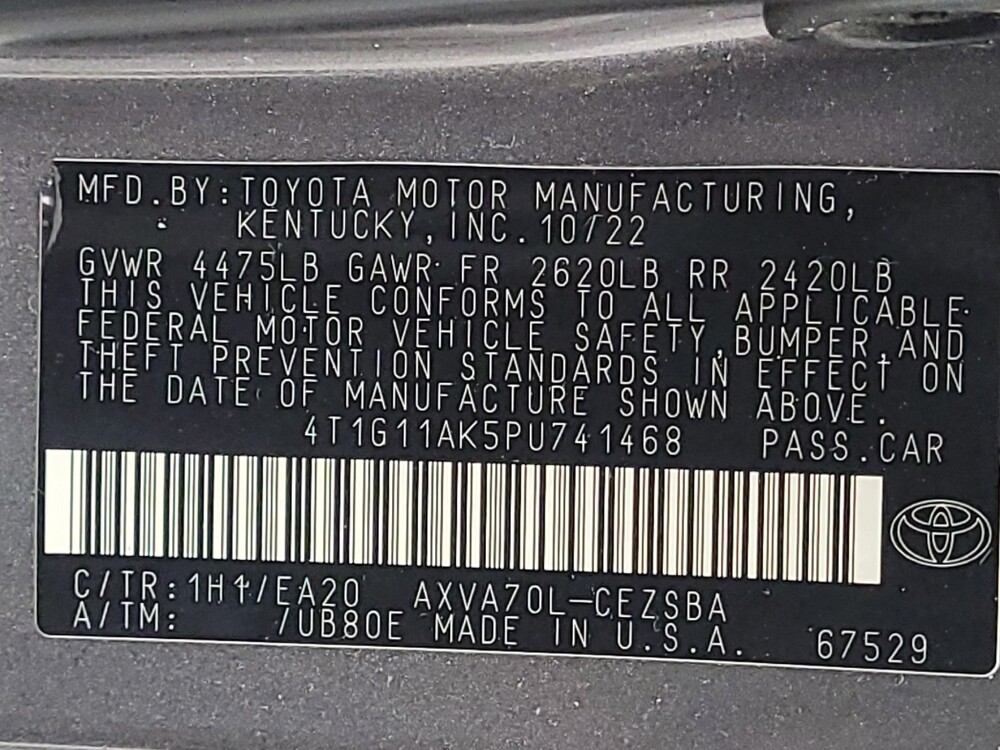 MFD.BY:TOYOTA MOTOR MANUFACTURING,
KENTUCKY,INC.10/22
GVWR 4475LB GAWR FR 2620LB RR 2420LB
THIS VEHICLE CONFORMS TO ALL APPLICABLE
FEDERAL MOTOR VEHICLE SAFETY,BUMPER,AND
THEFT PREVENTION STANDARDS IN EFFECT ON
THE DATE OF MANUFACTURE SHOWN ABOVE.
4T1G11AK5PU741468 PASS.CAR
C/TR:1H1/EA20 AXVA70L-CEZSBA
A/TM: /UB80E MADE IN U.S.A. 67529